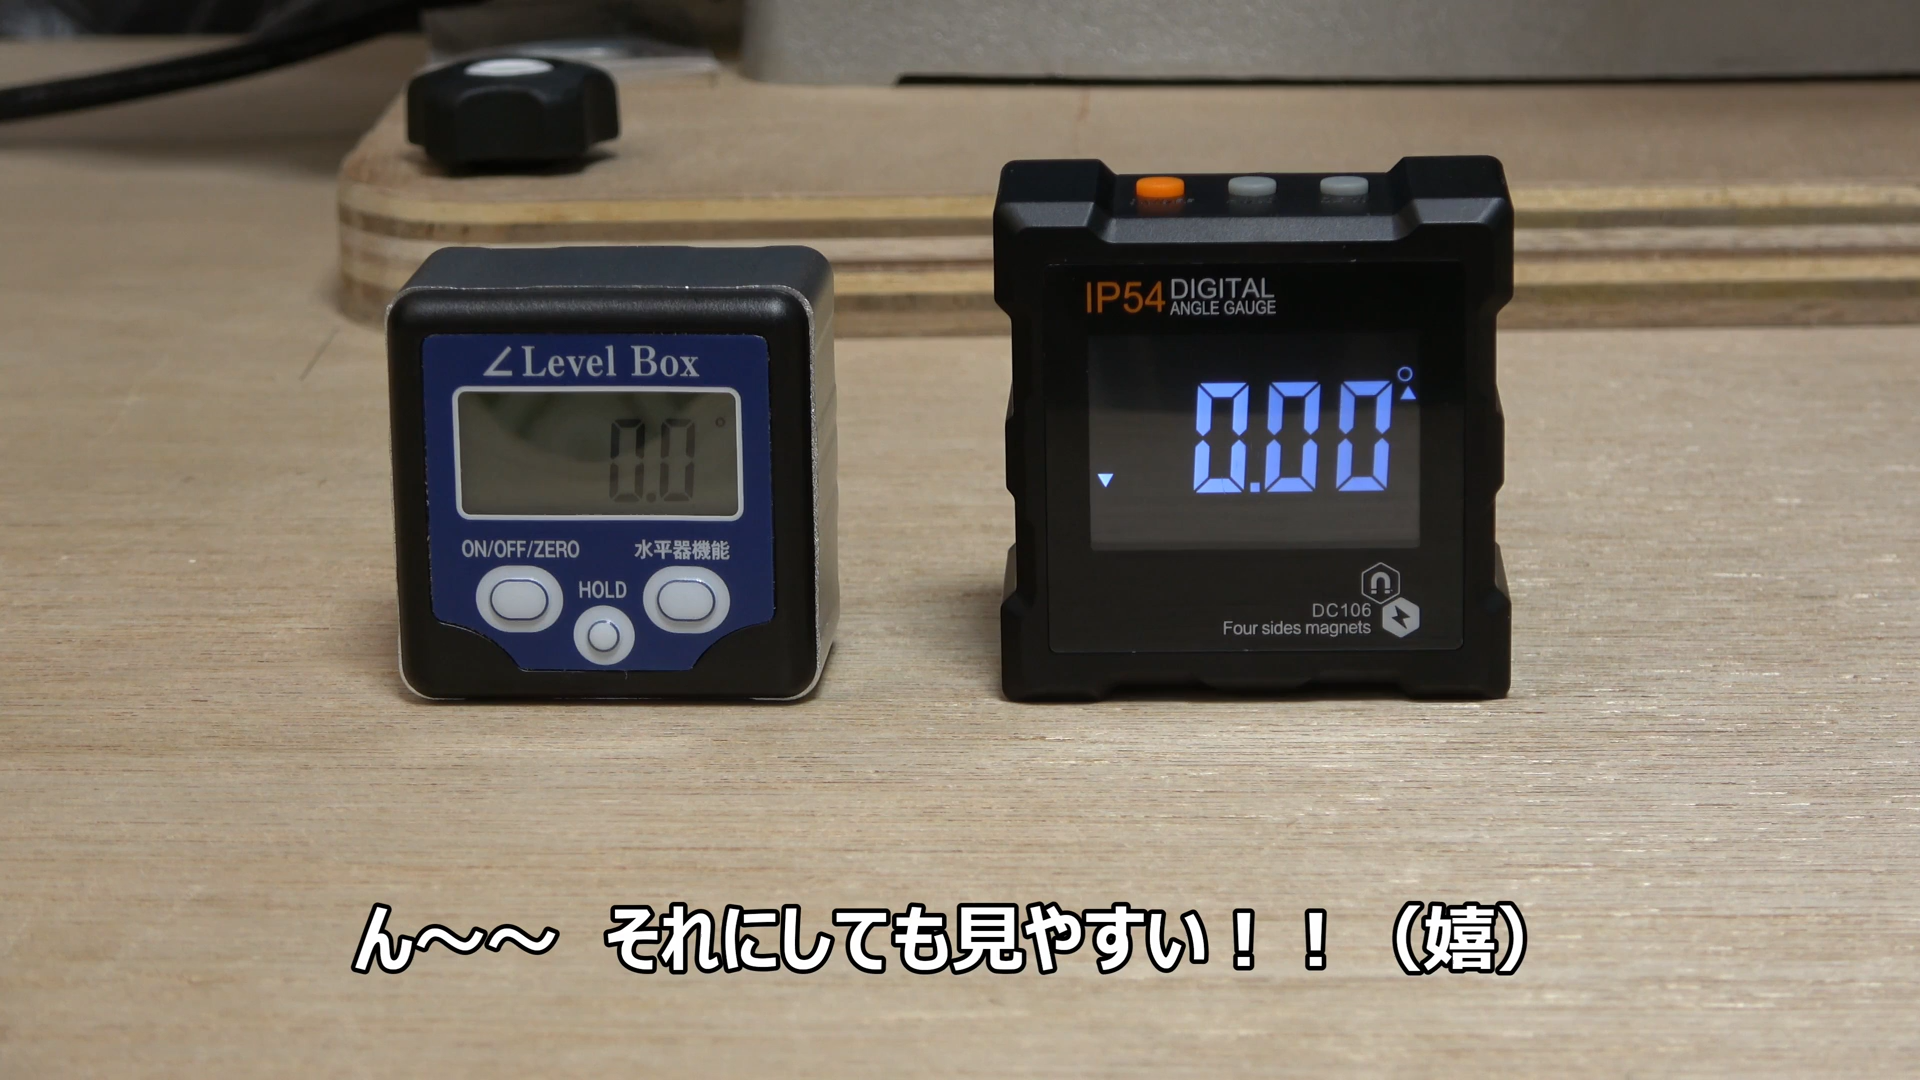 ∠Level Box
0.0°
ON/OFF/ZERO
水平器機能
HOLD
IP54 DIGITAL
ANGLE GAUGE
0.00°
DC106
Four sides magnets
ん～～　それにしても見やすい！！（嬉）